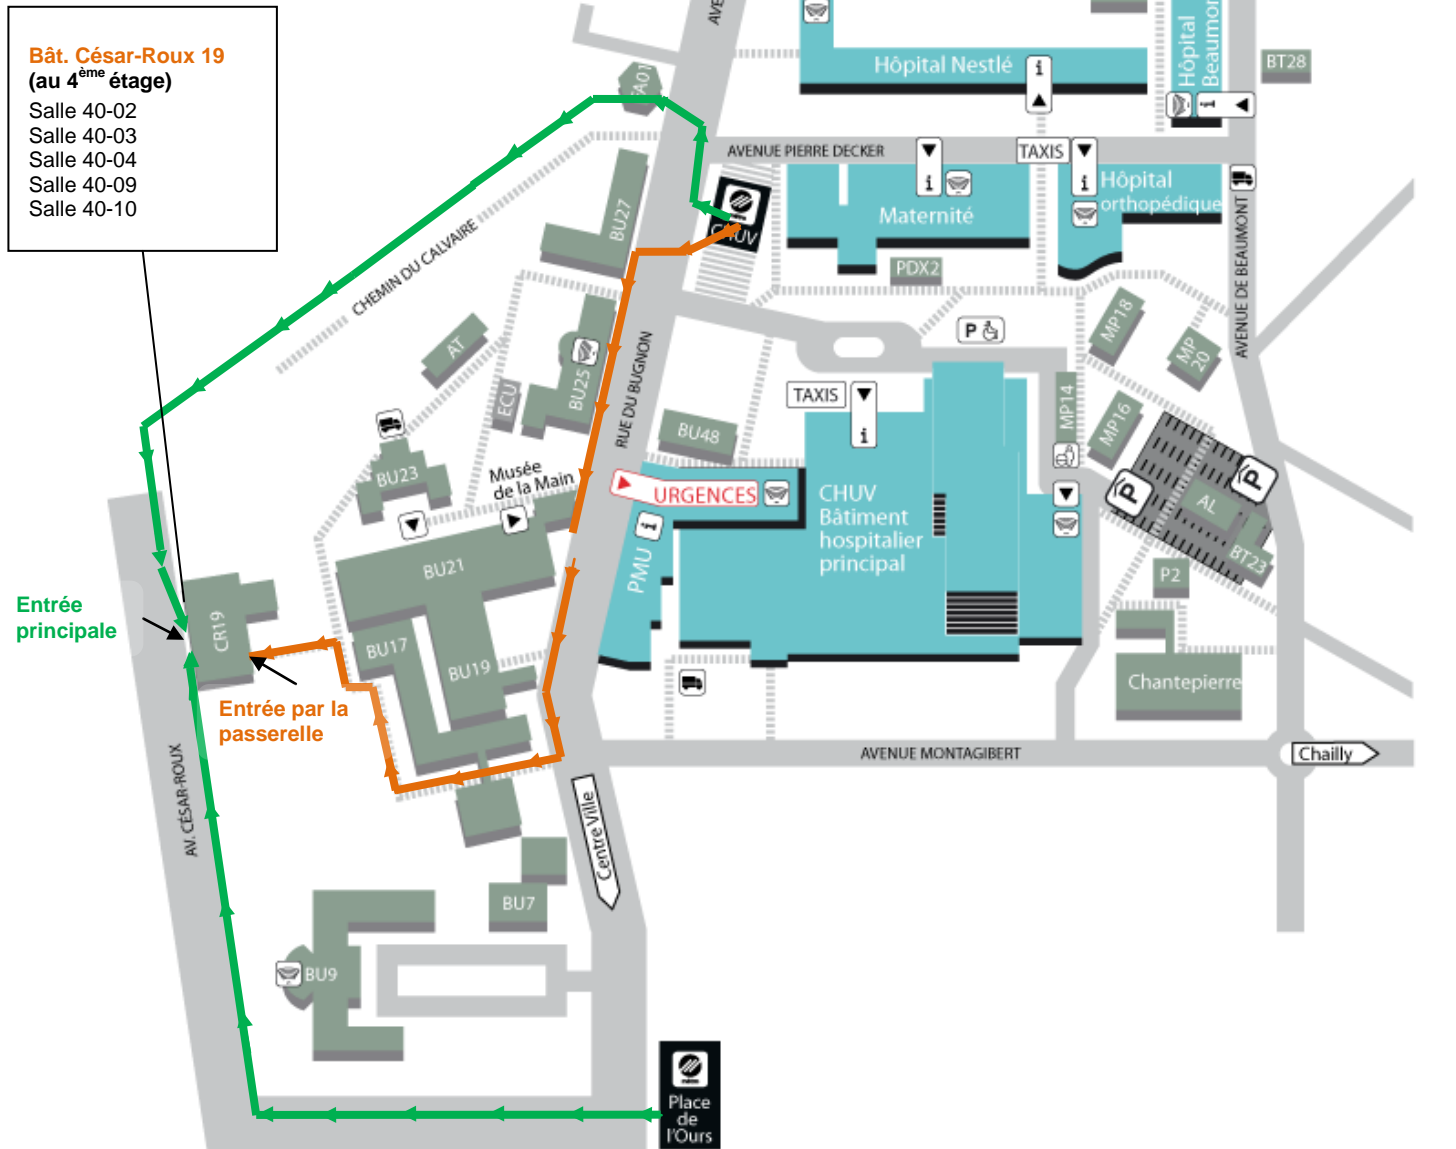 Bât. César-Roux 19
(au 4ème étage)
Salle 40-02
Salle 40-03
Salle 40-04
Salle 40-09
Salle 40-10
AVE
FA01
Hôpital Nestlé
i
Hôpital
Beaumon
i
BT28
AVENUE PIERRE DECKER
i
TAXIS
i
Maternité
Hôpital
orthopédique
CHUV
BU27
CHEMIN DU CALVAIRE
PDX2
AVENUE DE BEAUMONT
MP18
MP
20
P
AT
ECU
BU25
RUE DU BUGNON
BU48
TAXIS
i
MP14
MP16
BU23
Musée
de la Main
URGENCES
i
PMU
CHUV
Bâtiment
hospitalier
principal
P
P
AL
BT23
P2
BU21
BU17
BU19
CR19
Entrée
principale
Entrée par la
passerelle
Chantepierre
AVENUE MONTAGIBERT
Chailly
AV. CÉSAR-ROUX
Centre Ville
BU7
BU9
Place
de
l'Ours